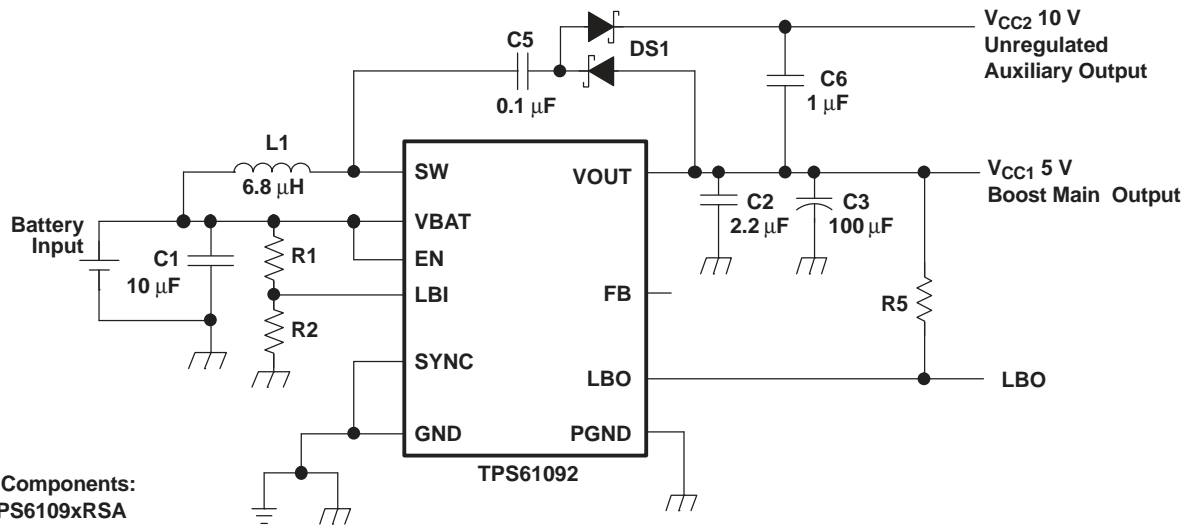 V_CC2 10 V
Unregulated
Auxiliary Output
C5
0.1 μF
DS1
C6
1 μF
L1
6.8 μH
SW
VOUT
V_CC1 5 V
Boost Main Output
Battery
Input
C1
10 μF
R1
VBAT
EN
LBI
C2
2.2 μF
C3
100 μF
FB
R5
R2
SYNC
LBO
LBO
GND
PGND
TPS61092
Components:
PS6109xRSA